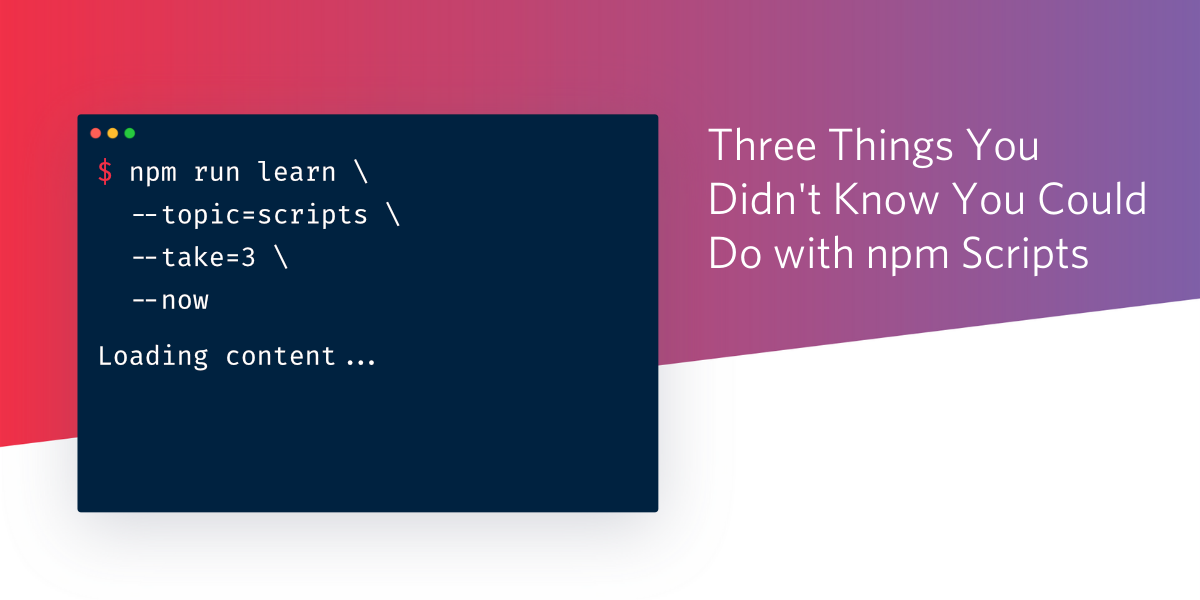 $ npm run learn \
--topic=scripts \
--take=3 \
--now
Loading content...
Three Things You
Didn't Know You Could
Do with npm Scripts